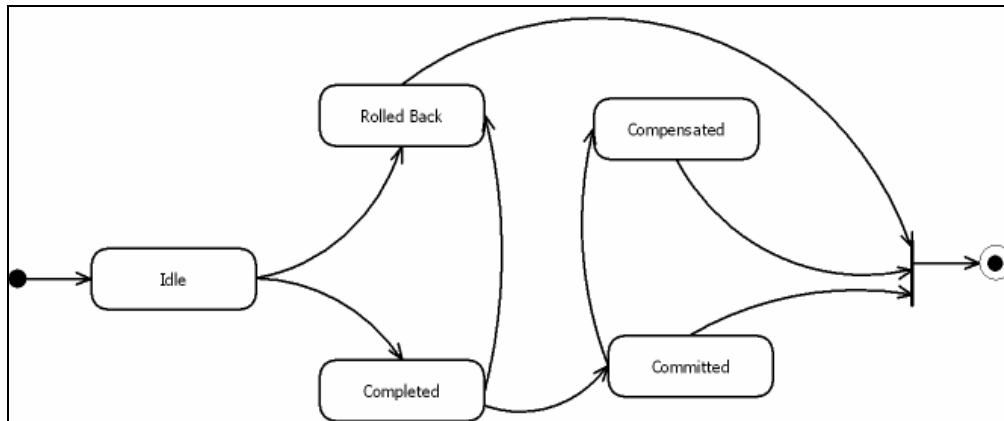 Rolled Back
Compensated
Idle
Completed
Committed